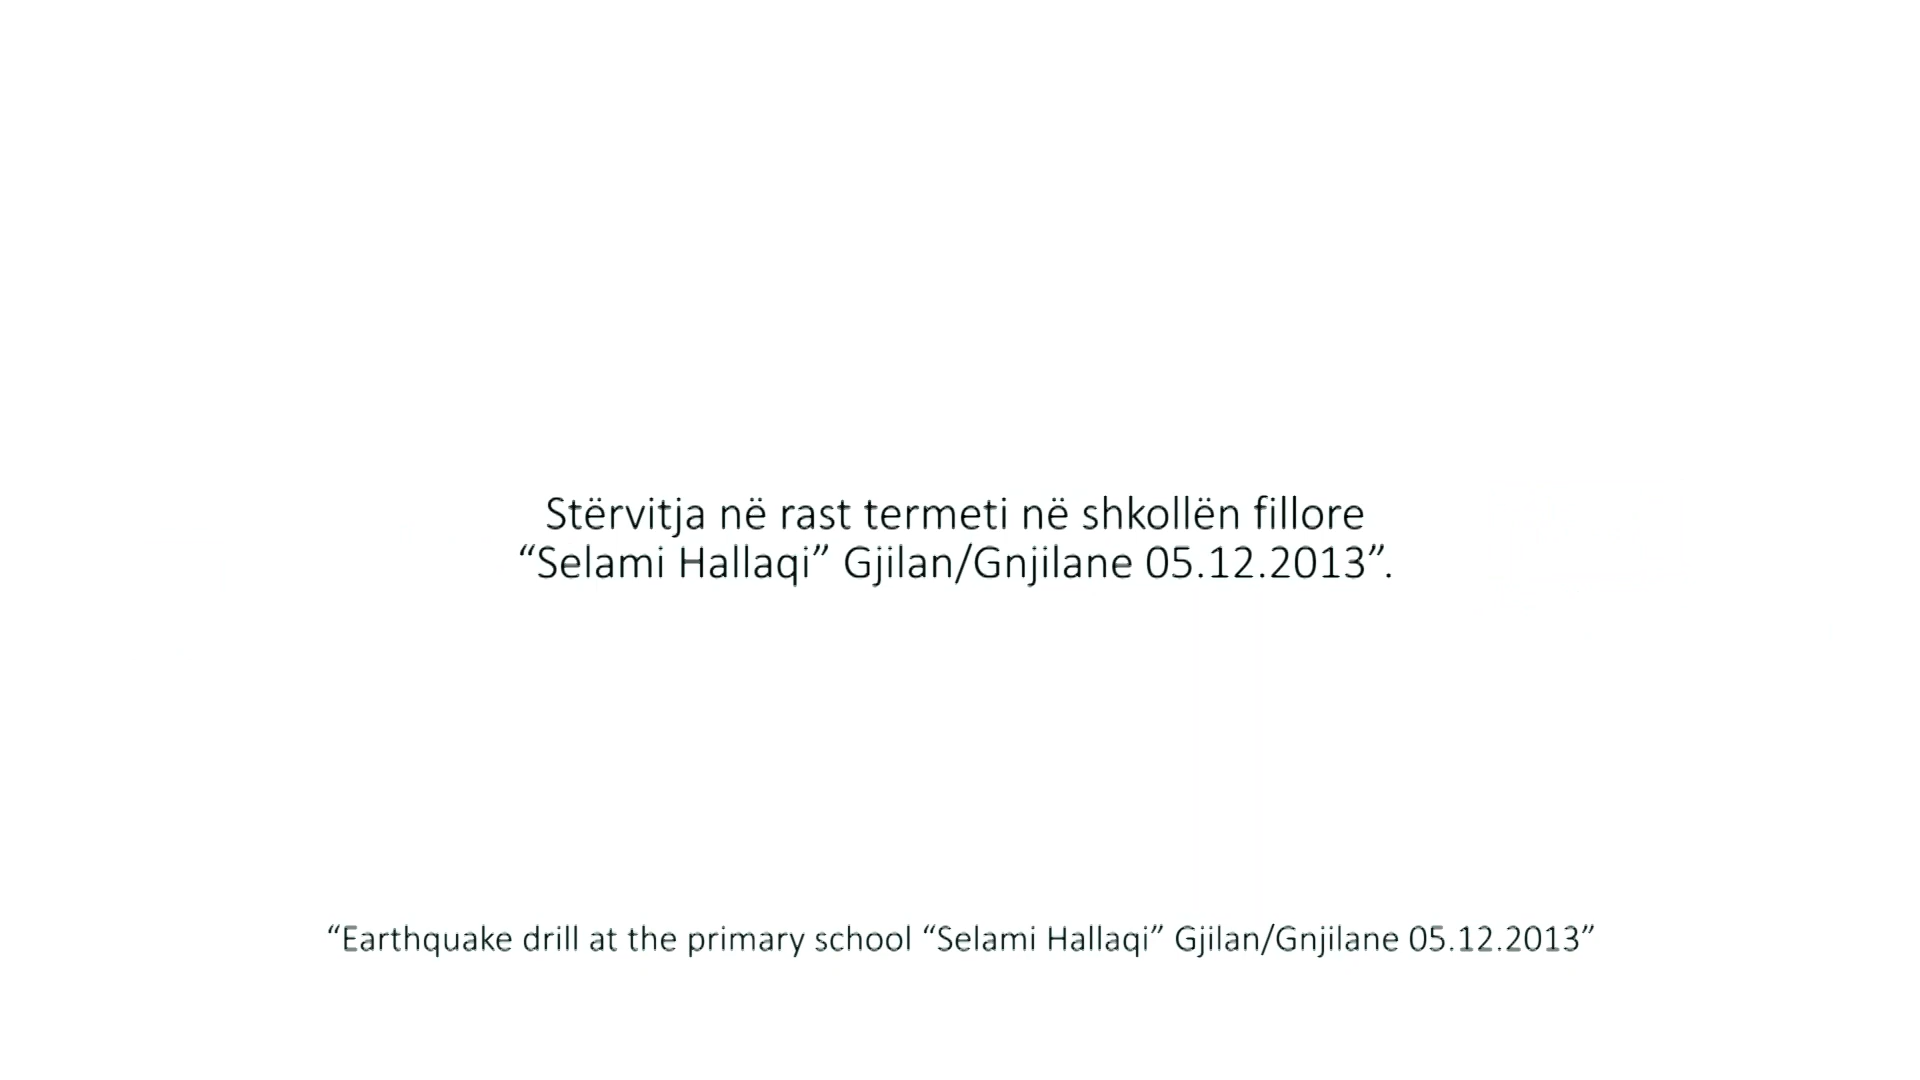 Stërvitja në rast termeti në shkollën fillore
“Selami Hallaqi” Gjilan/Gnjilane 05.12.2013”.
“Earthquake drill at the primary school “Selami Hallaqi” Gjilan/Gnjilane 05.12.2013”